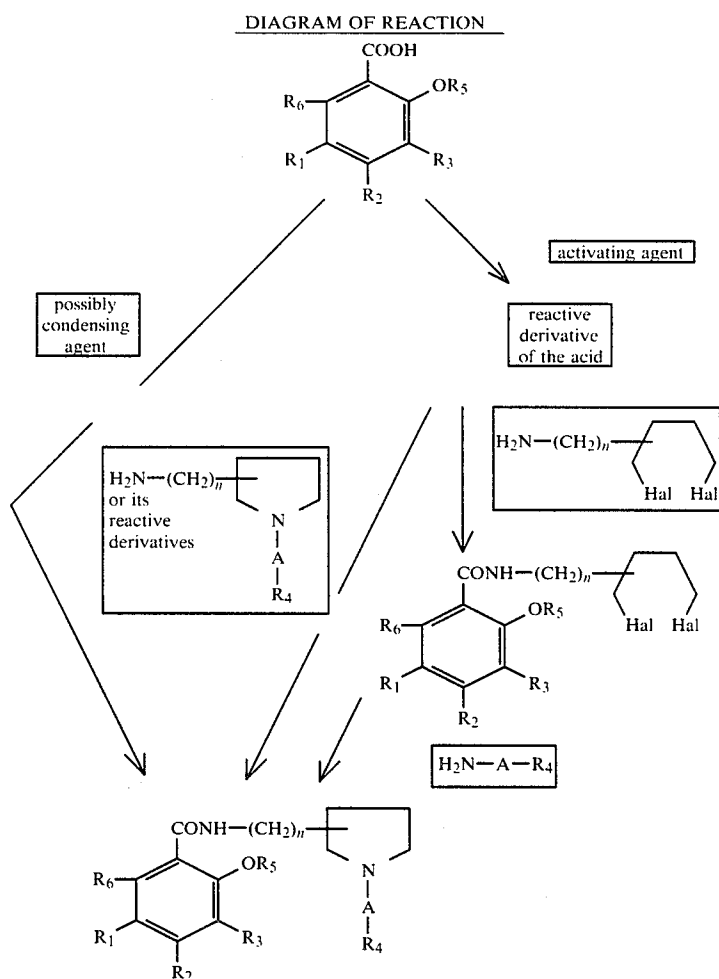 DIAGRAM OF REACTION
COOH
R6
OR5
R1
R3
R2
activating agent
possibly
condensing
agent
reactive
derivative
of the acid
H2N—(CH2)n
or its
reactive
derivatives
N
A
R4
H2N—(CH2)n
Hal Hal
CONH—(CH2)n
Hal Hal
R6
OR5
R1
R3
R2
H2N—A—R4
CONH—(CH2)n
R6
OR5
N
A
R4
R1
R3
R2